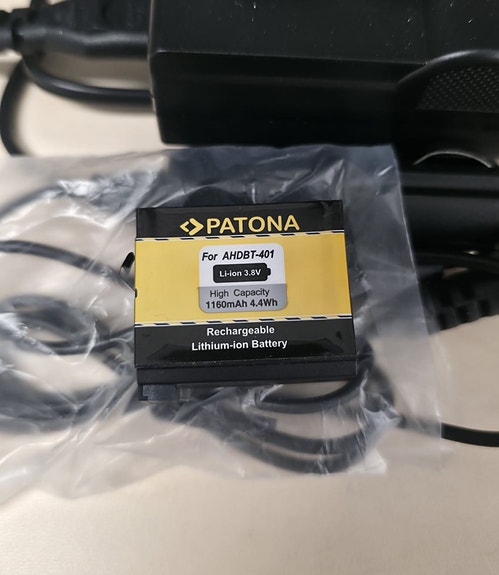 PATONA
For AHDBT-401
Li-ion 3.8V
High Capacity
1160mAh 4.4Wh
Rechargeable
Lithium-ion Battery